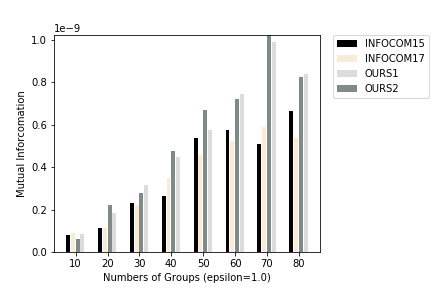 1e−9
1.0
0.8
0.6
0.4
0.2
0.0
Mutual Inforcomation
10 20 30 40 50 60 70 80
Numbers of Groups (epsilon=1.0)
INFOCOM15
INFOCOM17
OURS1
OURS2